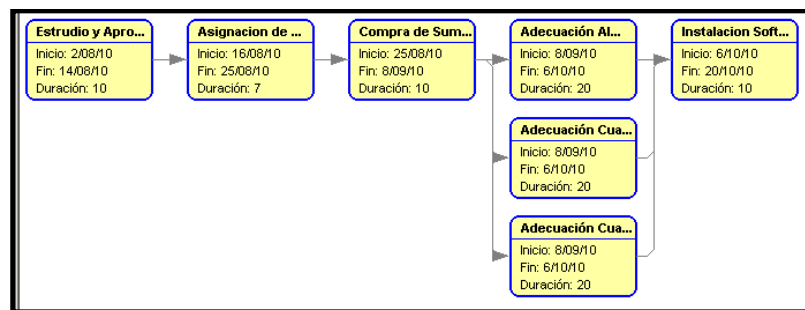 Estrudio y Apro...
Inicio: 2/08/10
Fin: 14/08/10
Duración: 10
Asignacion de ...
Inicio: 16/08/10
Fin: 25/08/10
Duración: 7
Compra de Sum...
Inicio: 25/08/10
Fin: 8/09/10
Duración: 10
Adecuación Al...
Inicio: 8/09/10
Fin: 6/10/10
Duración: 20
Instalacion Soft...
Inicio: 6/10/10
Fin: 20/10/10
Duración: 10
Adecuación Cua...
Inicio: 8/09/10
Fin: 6/10/10
Duración: 20
Adecuación Cua...
Inicio: 8/09/10
Fin: 6/10/10
Duración: 20